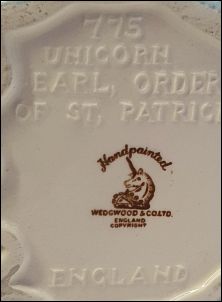 775
UNICORN
EARL, ORDER
OF ST, PATRIC
Handpainted
WEDGWOOD & CO LTD.
ENGLAND
COPYRIGHT
ENGLAND